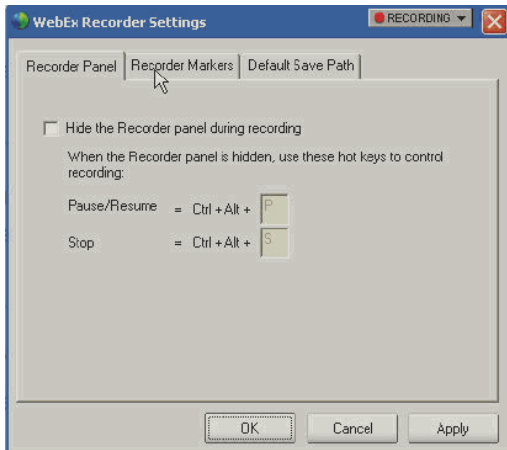 WebEx Recorder Settings
RECORDING
Recorder Panel Recorder Markers Default Save Path
Hide the Recorder panel during recording
When the Recorder panel is hidden, use these hot keys to control
recording:
Pause/Resume = Ctrl + Alt + P
Stop = Ctrl + Alt + S
OK Cancel Apply